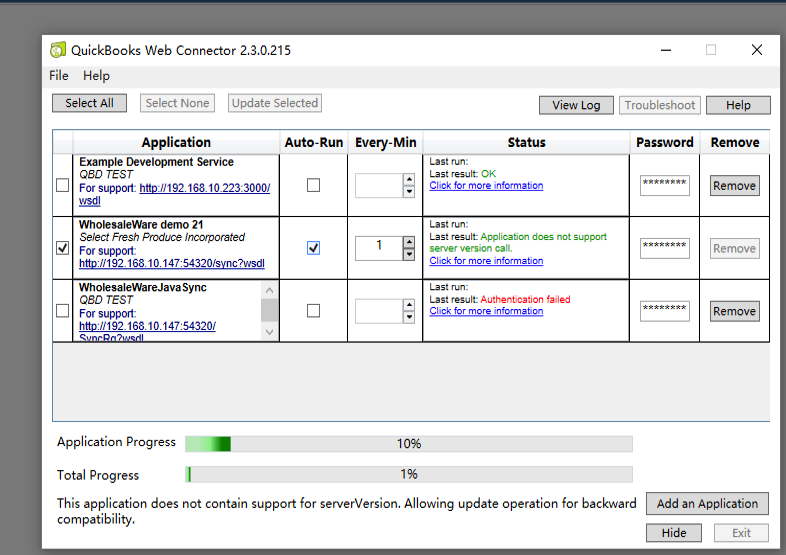 QuickBooks Web Connector 2.3.0.215
File Help
Select All Select None Update Selected View Log Troubleshoot Help
Application Auto-Run Every-Min Status Password Remove
Example Development Service
QBD TEST
For support: http://192.168.10.223:3000/
wsdl
Last run:
Last result: OK
Click for more information
******** Remove
WholesaleWare demo 21
Select Fresh Produce Incorporated
For support:
http://192.168.10.147:54320/sync?wsdl
1
Last run:
Last result: Application does not support
server version call.
Click for more information
******** Remove
WholesaleWareJavaSync
QBD TEST
For support:
http://192.168.10.147:54320/
SyncRq?wsdl
Last run:
Last result: Authentication failed
Click for more information
******** Remove
Application Progress 10%
Total Progress 1%
This application does not contain support for serverVersion. Allowing update operation for backward
compatibility.
Add an Application
Hide Exit